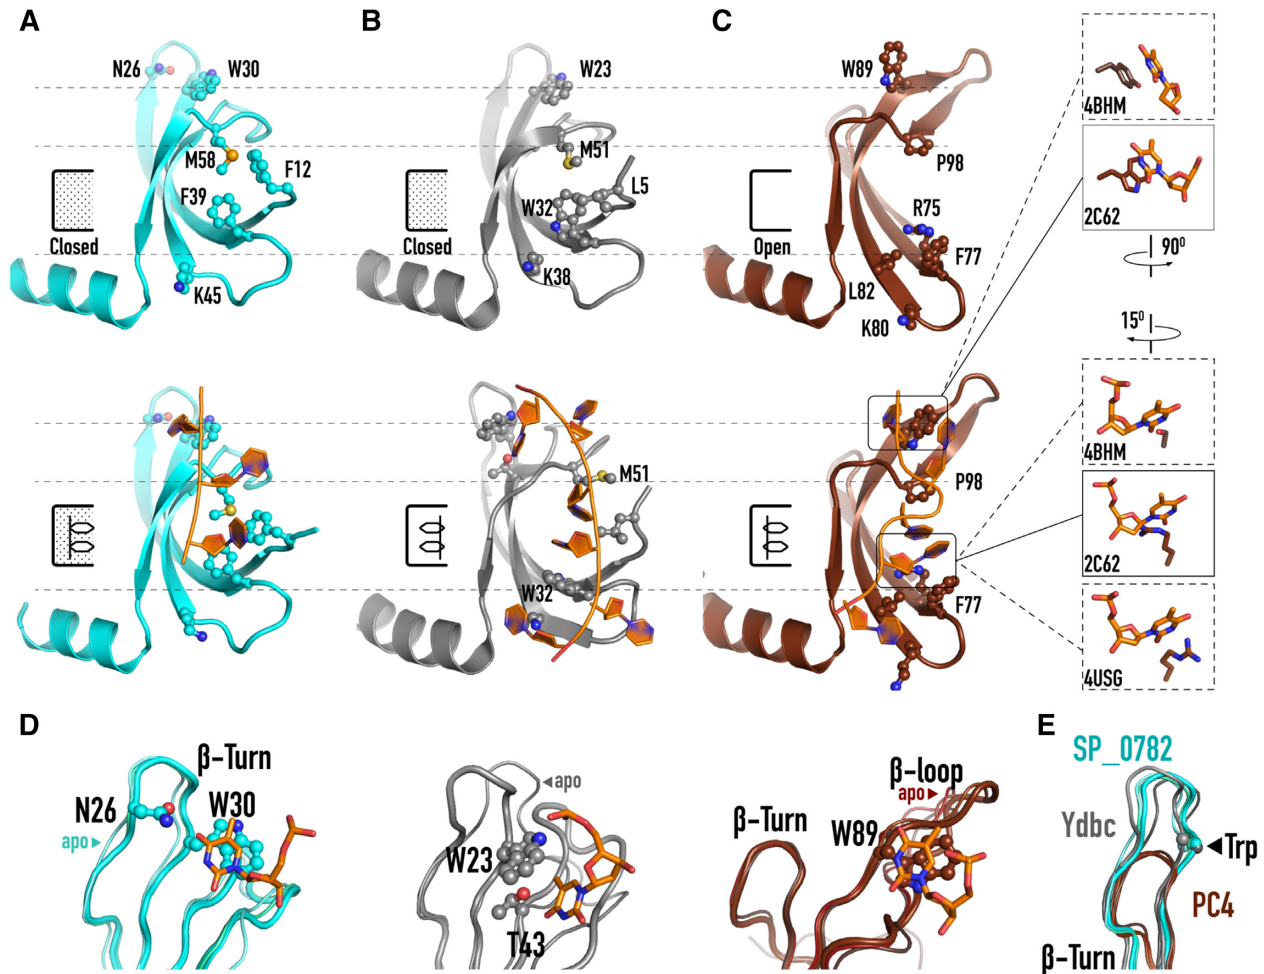 A
B
C
N26
W30
M58
F12
F39
Closed
K45
W23
M51
L5
W32
Closed
K38
W89
P98
R75
Open
F77
L82
K80
4BHM
2C62
90⁰
15⁰
M51
W32
P98
F77
4BHM
2C62
4USG
D
E
β-Turn
N26
W30
apo
apo
W23
T43
β-loop
apo
β-Turn
W89
SP_0782
Ydbc
Trp
PC4
β-Turn